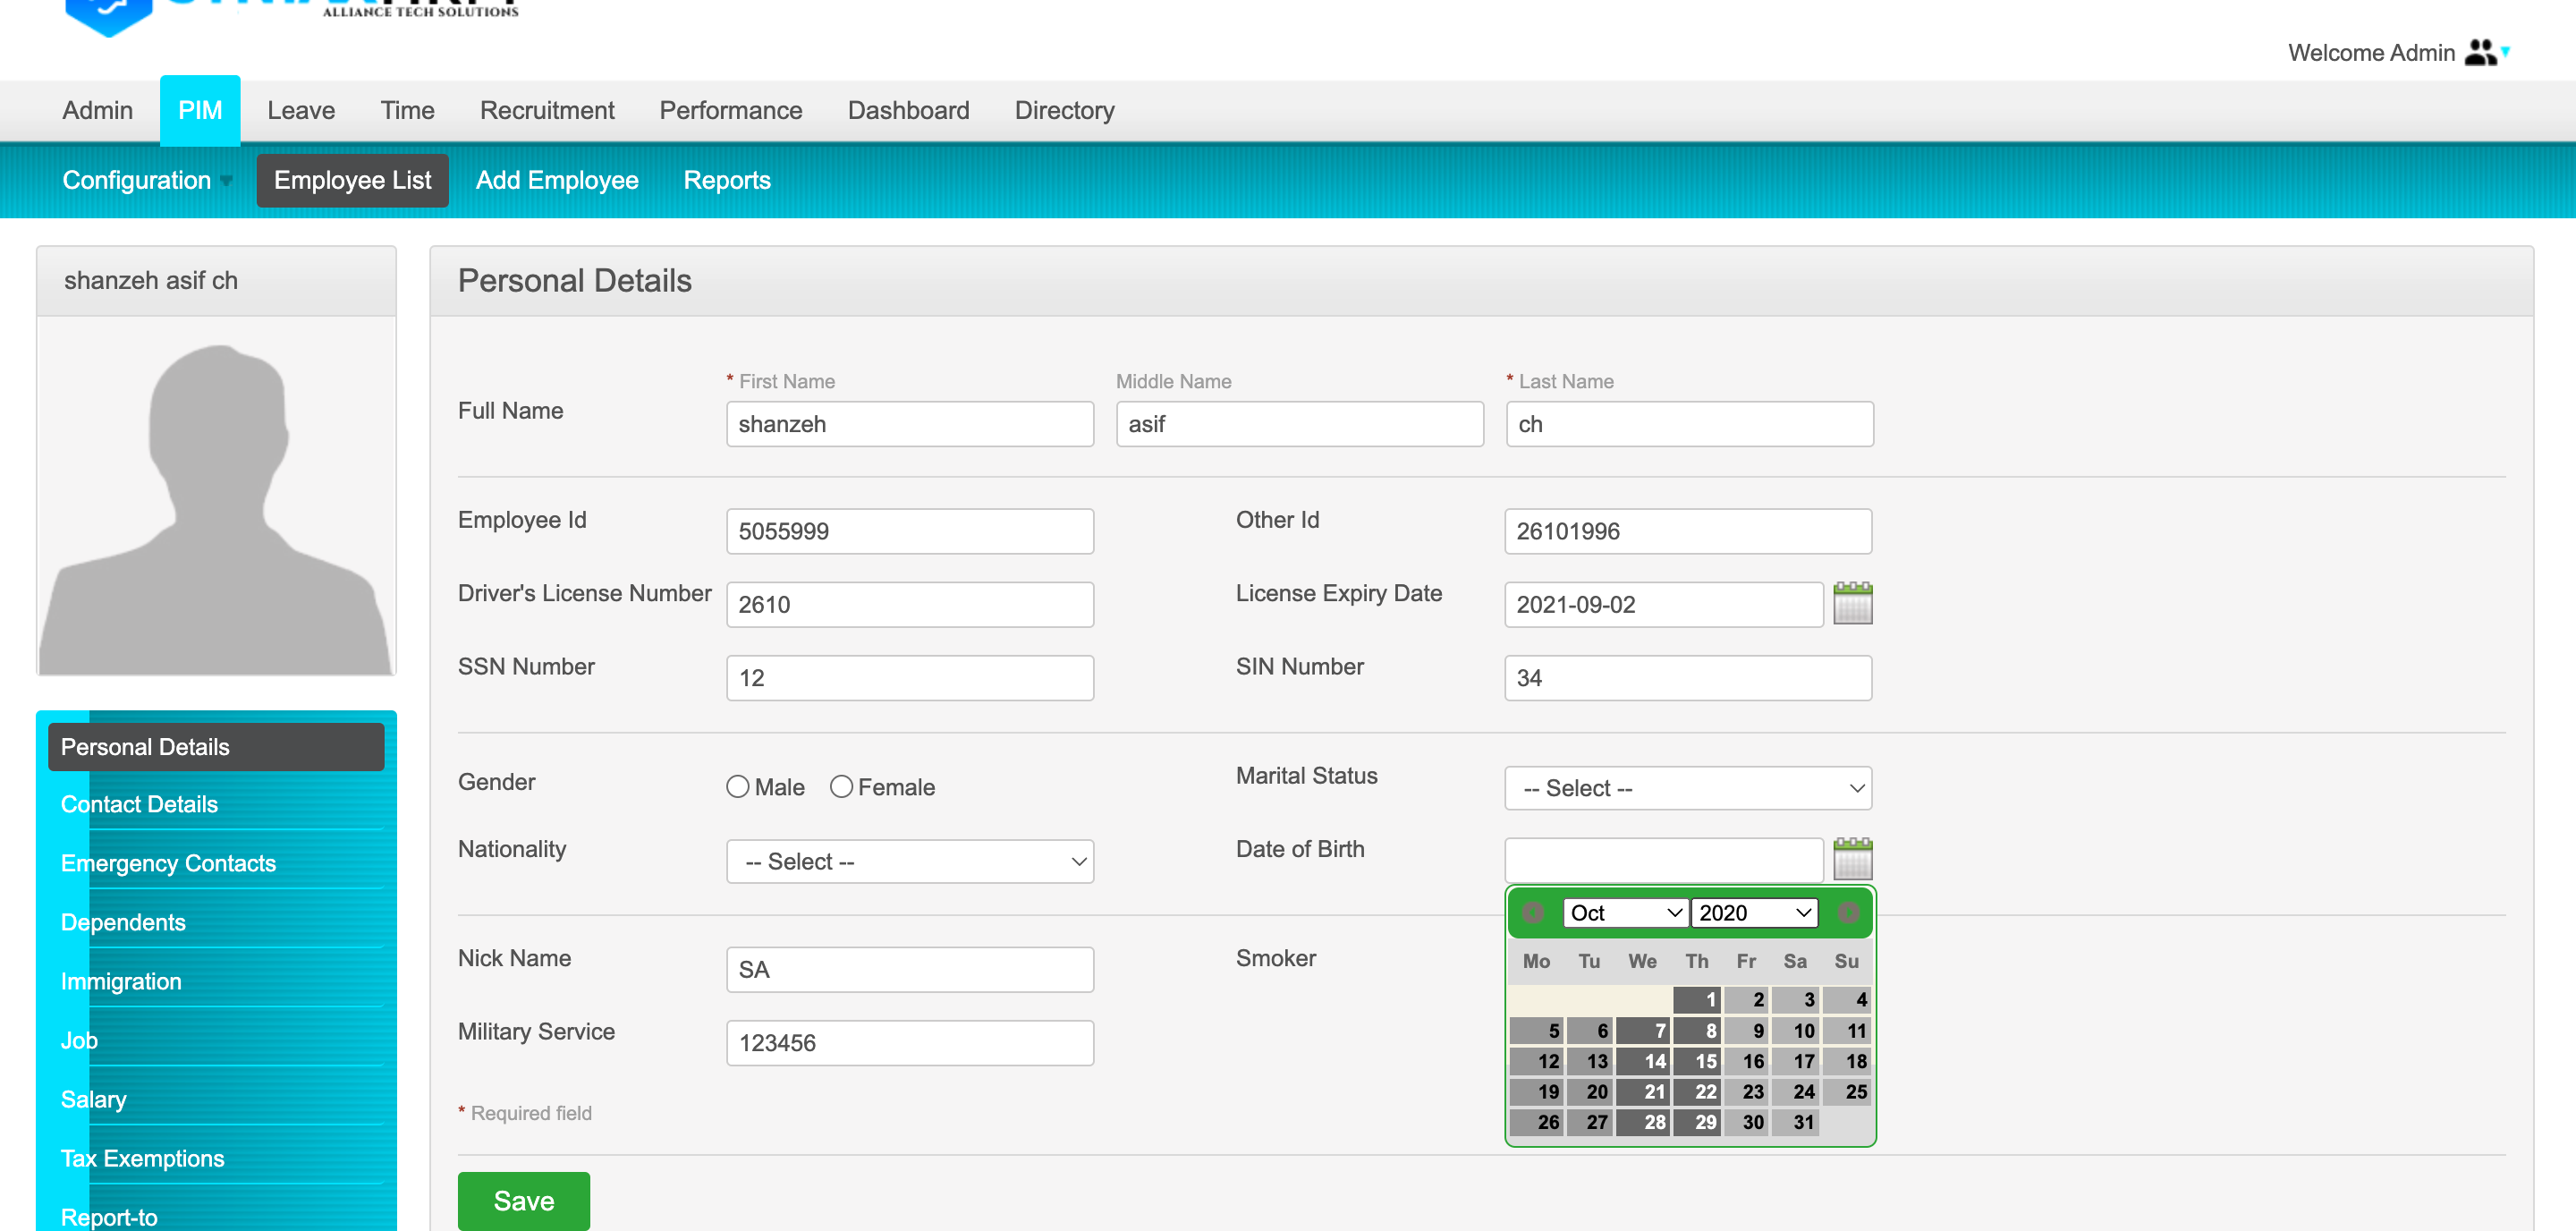 ALLIANCE TECH SOLUTIONS
Welcome Admin
Admin PIM Leave Time Recruitment Performance Dashboard Directory
Configuration Employee List Add Employee Reports
shanzeh asif ch
Personal Details
* First Name Middle Name * Last Name
Full Name shanzeh asif ch
Employee Id 5055999 Other Id 26101996
Driver's License Number 2610 License Expiry Date 2021-09-02
SSN Number 12 SIN Number 34
Gender Male Female Marital Status -- Select --
Nationality -- Select -- Date of Birth
Oct 2020
Mo Tu We Th Fr Sa Su
1 2 3 4
5 6 7 8 9 10 11
12 13 14 15 16 17 18
19 20 21 22 23 24 25
26 27 28 29 30 31
Nick Name SA Smoker
Military Service 123456
* Required field
Save
Personal Details
Contact Details
Emergency Contacts
Dependents
Immigration
Job
Salary
Tax Exemptions
Report-to